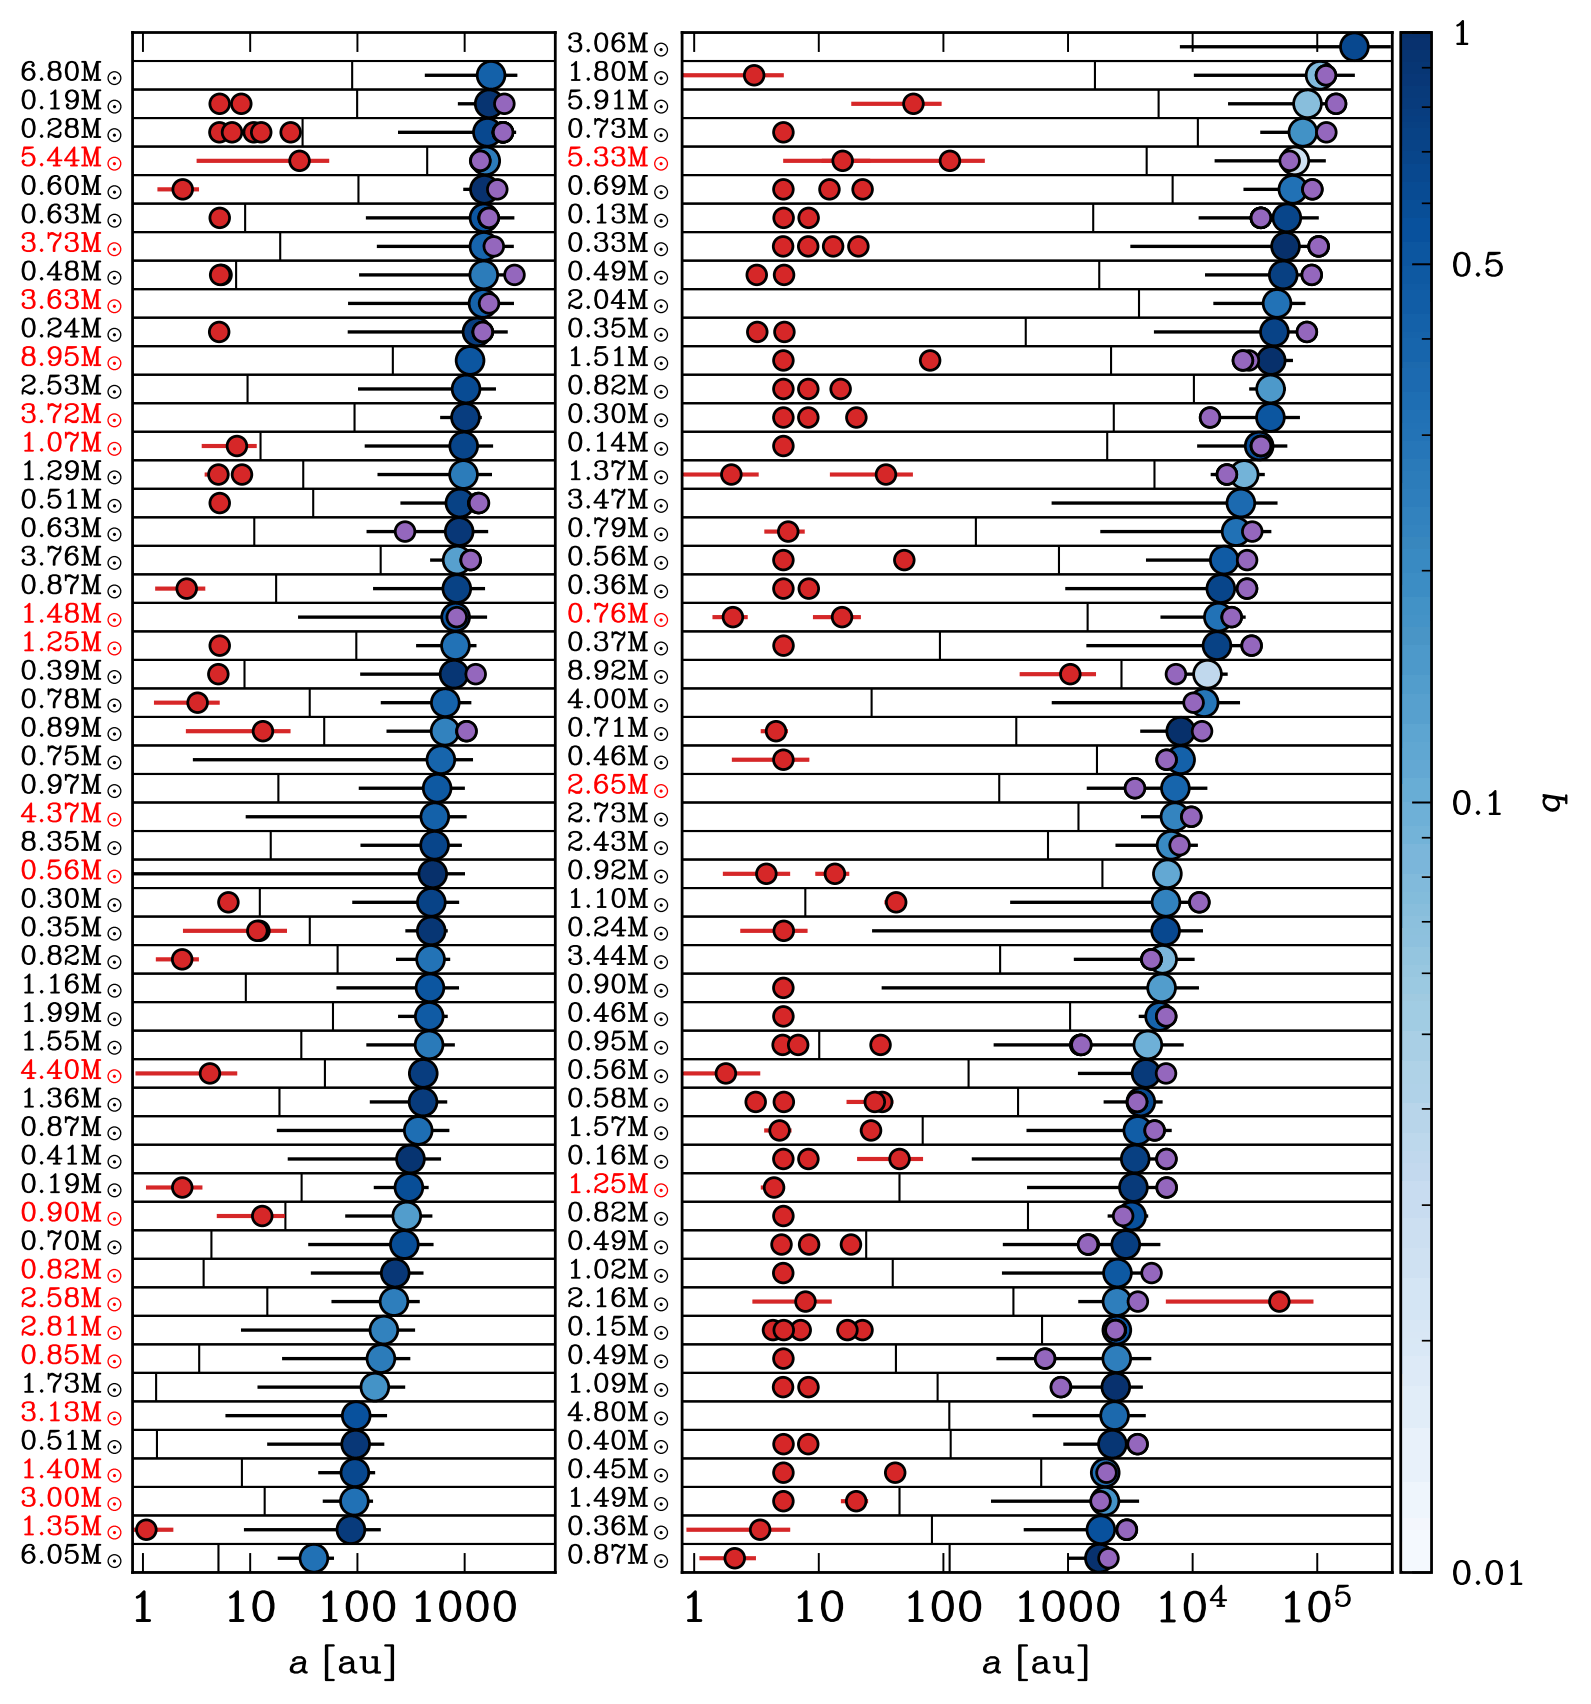 3.06M☉
6.80M☉ 1.80M☉
0.19M☉ 5.91M☉
0.28M☉ 0.73M☉
5.44M☉ 5.33M☉
0.60M☉ 0.69M☉
0.63M☉ 0.13M☉
3.73M☉ 0.33M☉
0.48M☉ 0.49M☉
3.63M☉ 2.04M☉
0.24M☉ 0.35M☉
8.95M☉ 1.51M☉
2.53M☉ 0.82M☉
3.72M☉ 0.30M☉
1.07M☉ 0.14M☉
1.29M☉ 1.37M☉
0.51M☉ 3.47M☉
0.63M☉ 0.79M☉
3.76M☉ 0.56M☉
0.87M☉ 0.36M☉
1.48M☉ 0.76M☉
1.25M☉ 0.37M☉
0.39M☉ 8.92M☉
0.78M☉ 4.00M☉
0.89M☉ 0.71M☉
0.75M☉ 0.46M☉
0.97M☉ 2.65M☉
4.37M☉ 2.73M☉
8.35M☉ 2.43M☉
0.56M☉ 0.92M☉
0.30M☉ 1.10M☉
0.35M☉ 0.24M☉
0.82M☉ 3.44M☉
1.16M☉ 0.90M☉
1.99M☉ 0.46M☉
1.55M☉ 0.95M☉
4.40M☉ 0.56M☉
1.36M☉ 0.58M☉
0.87M☉ 1.57M☉
0.41M☉ 0.16M☉
0.19M☉ 1.25M☉
0.90M☉ 0.82M☉
0.70M☉ 0.49M☉
0.82M☉ 1.02M☉
2.58M☉ 2.16M☉
2.81M☉ 0.15M☉
0.85M☉ 0.49M☉
1.73M☉ 1.09M☉
3.13M☉ 4.80M☉
0.51M☉ 0.40M☉
1.40M☉ 0.45M☉
3.00M☉ 1.49M☉
1.35M☉ 0.36M☉
6.05M☉ 0.87M☉
1 10 100 1000
a [au]
1 10 100 1000 10⁴ 10⁵
a [au]
1
0.5
0.1
0.01
q